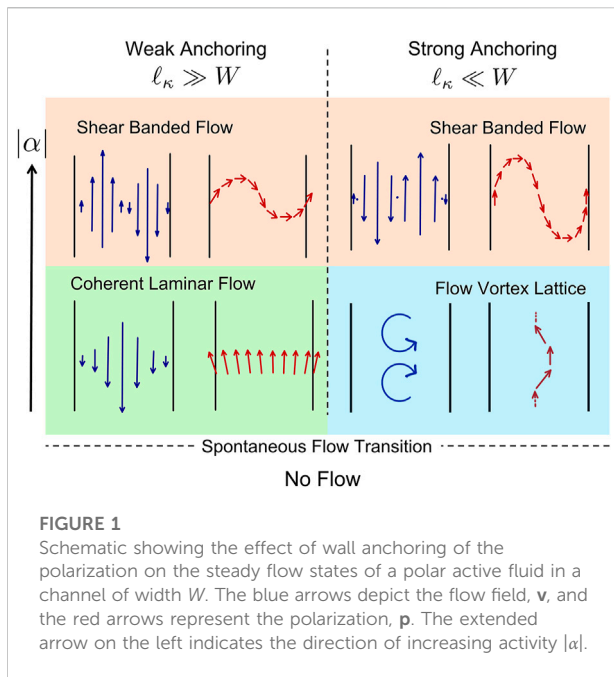 Weak Anchoring
ℓκ ≫ W
Strong Anchoring
ℓκ ≪ W
|α|
Shear Banded Flow
Shear Banded Flow
Coherent Laminar Flow
Flow Vortex Lattice
Spontaneous Flow Transition
No Flow
FIGURE 1
Schematic showing the effect of wall anchoring of the
polarization on the steady flow states of a polar active fluid in a
channel of width W. The blue arrows depict the flow field, v, and
the red arrows represent the polarization, p. The extended
arrow on the left indicates the direction of increasing activity |α|.